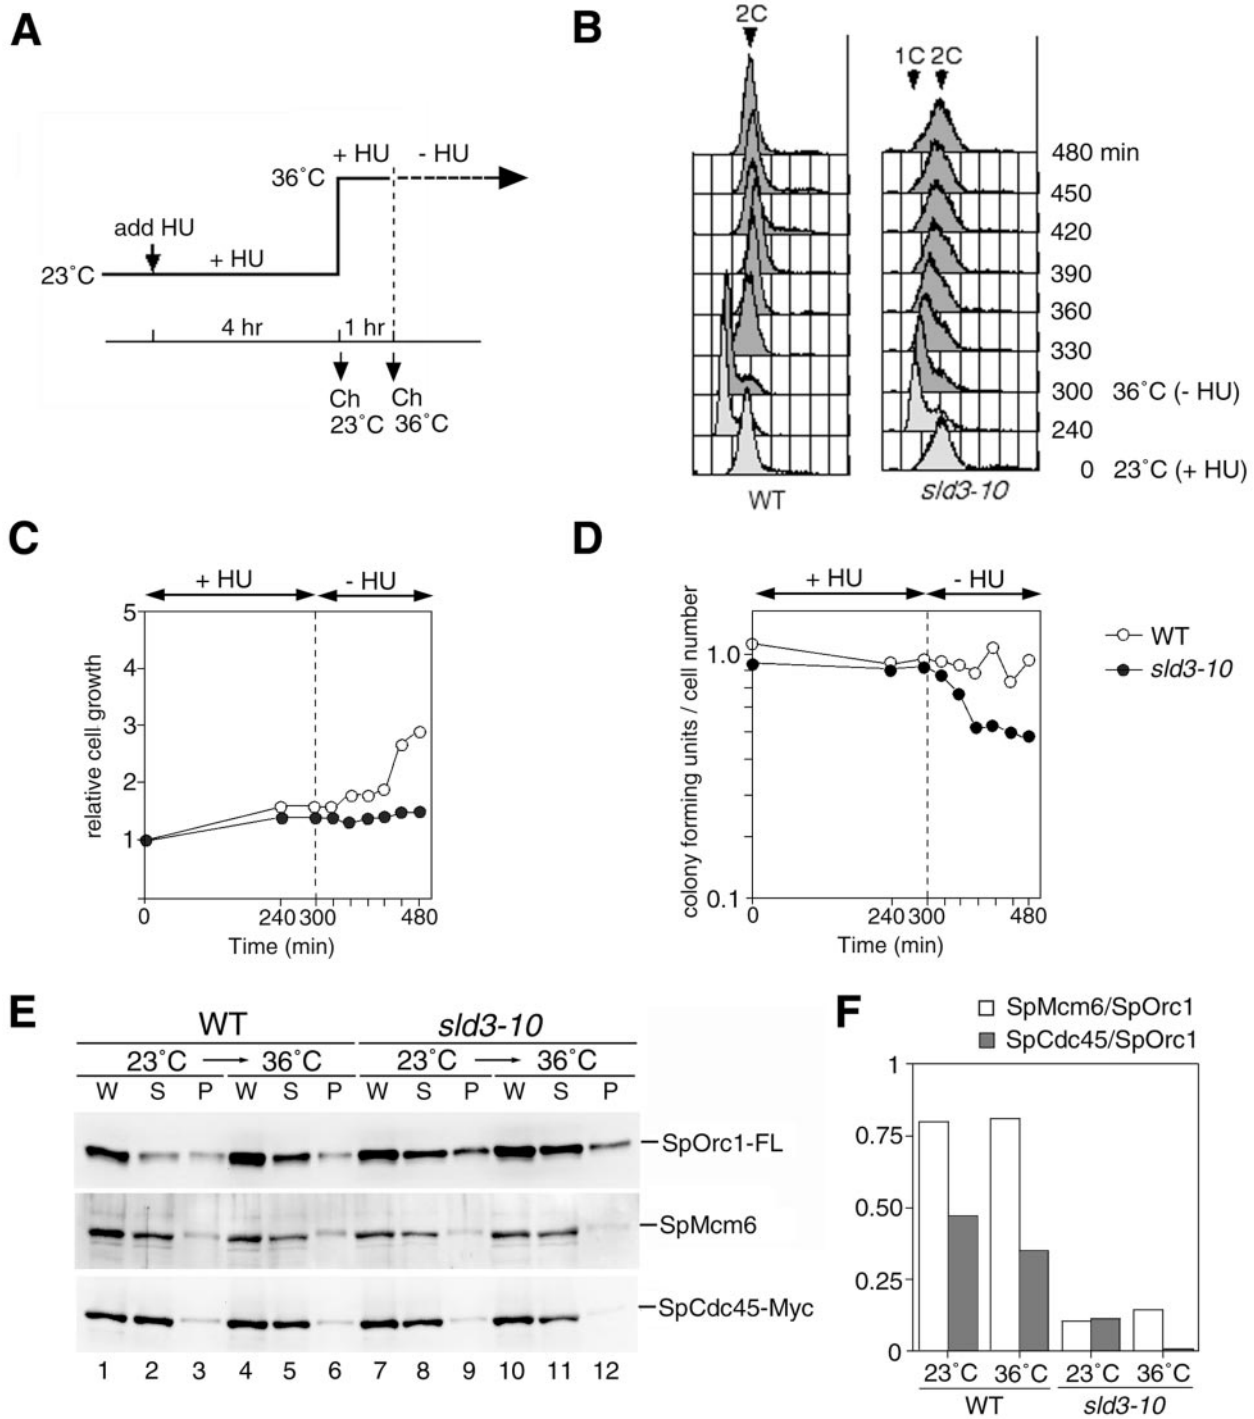 A
+ HU - HU
36°C
add HU
+ HU
23°C
4 hr 1 hr
Ch Ch
23°C 36°C
B
2C
1C 2C
480 min
450
420
390
360
330
300 36°C (- HU)
240
0 23°C (+ HU)
WT sld3-10
C
+ HU - HU
5
4
3
2
1
relative cell growth
0 240 300 480
Time (min)
D
+ HU - HU
1.0
0.1
colony forming units / cell number
0 240 300 480
Time (min)
WT
sld3-10
E
WT sld3-10
23°C 36°C 23°C 36°C
W S P W S P W S P W S P
SpOrc1-FL
SpMcm6
SpCdc45-Myc
1 2 3 4 5 6 7 8 9 10 11 12
F
SpMcm6/SpOrc1
SpCdc45/SpOrc1
1
0.75
0.50
0.25
0
23°C 36°C 23°C 36°C
WT sld3-10